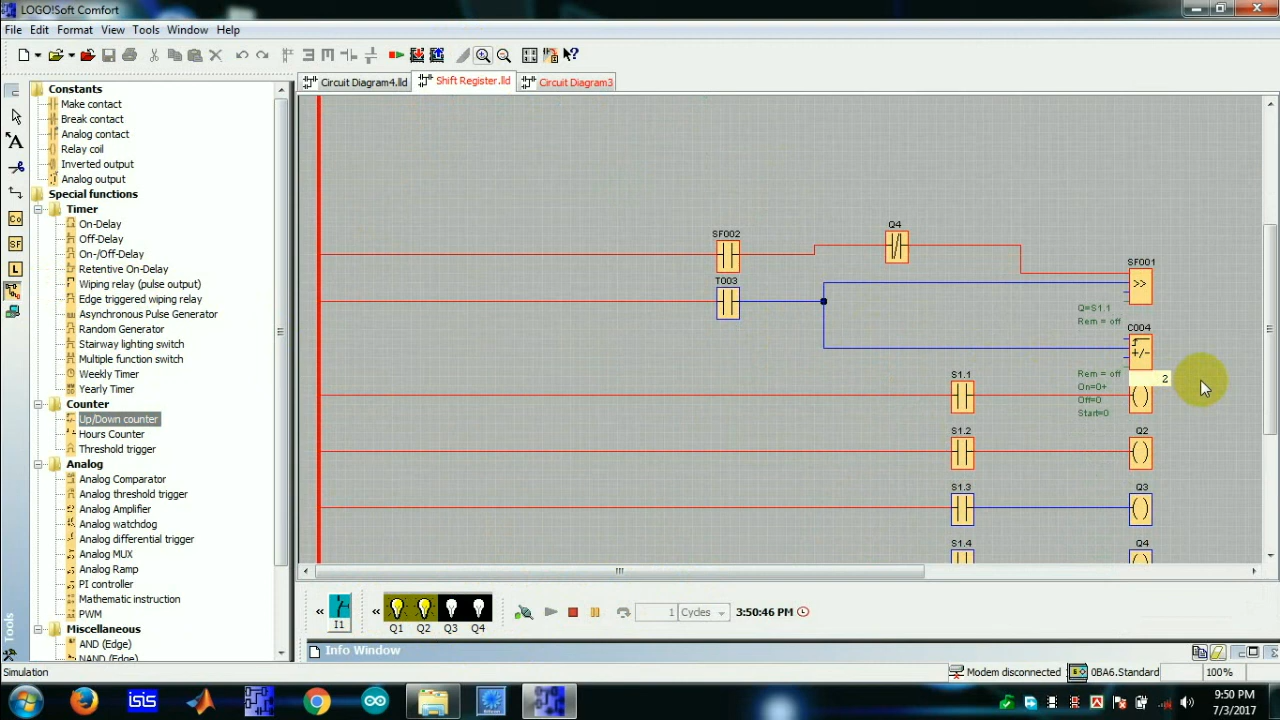 LOGO!Soft Comfort
File Edit Format View Tools Window Help
Circuit Diagram4.lld
Shift Register.lld
Circuit Diagram3
Constants
Make contact
Break contact
Analog contact
Relay coil
Inverted output
Analog output
Special functions
Timer
On-Delay
Off-Delay
On-/Off-Delay
Retentive On-Delay
Wiping relay (pulse output)
Edge triggered wiping relay
Asynchronous Pulse Generator
Random Generator
Stairway lighting switch
Multiple function switch
Weekly Timer
Yearly Timer
Counter
Up/Down counter
Hours Counter
Threshold trigger
Analog
Analog Comparator
Analog threshold trigger
Analog Amplifier
Analog watchdog
Analog differential trigger
Analog MUX
Analog Ramp
PI controller
Mathematic instruction
PWM
Miscellaneous
AND (Edge)
NAND (Edge)
Co
SF
L
Tools
SF002
Q4
T003
SF001
>>
Q=S1.1
Rem = off
C004
+/-
Rem = off
On=0+
Off=0
Start=0
2
S1.1
S1.2
Q2
S1.3
Q3
S1.4
Q4
« I1 « Q1 Q2 Q3 Q4
1 Cycles
3:50:46 PM
Info Window
Simulation
Modem disconnected
0BA6.Standard
100%
isis
9:50 PM
7/3/2017